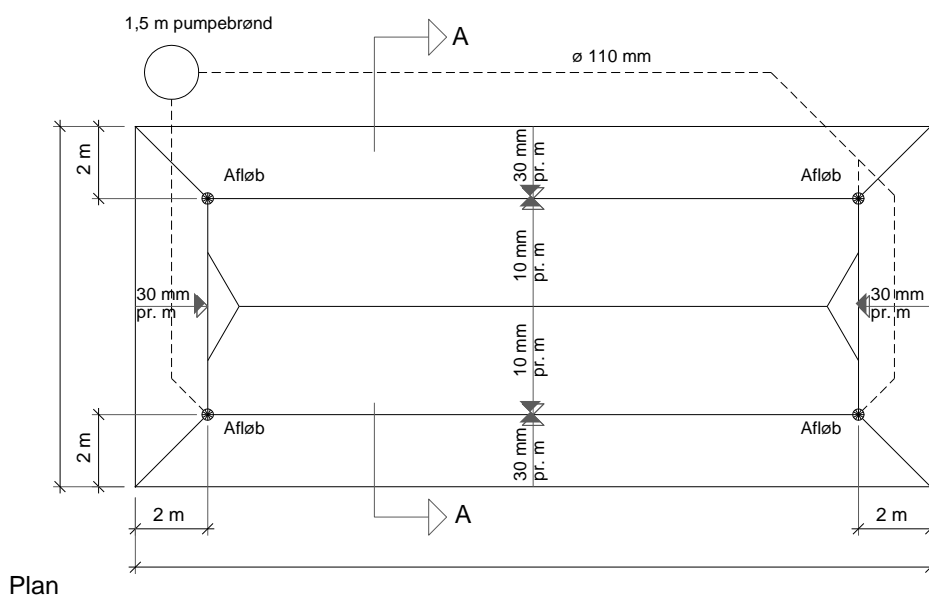 1,5 m pumpebrønd
A
ø 110 mm
2 m
Afløb
30 mm
pr. m
Afløb
10 mm
pr. m
30 mm
pr. m
30 mm
pr. m
10 mm
pr. m
2 m
Afløb
30 mm
pr. m
Afløb
2 m
A
2 m
Plan